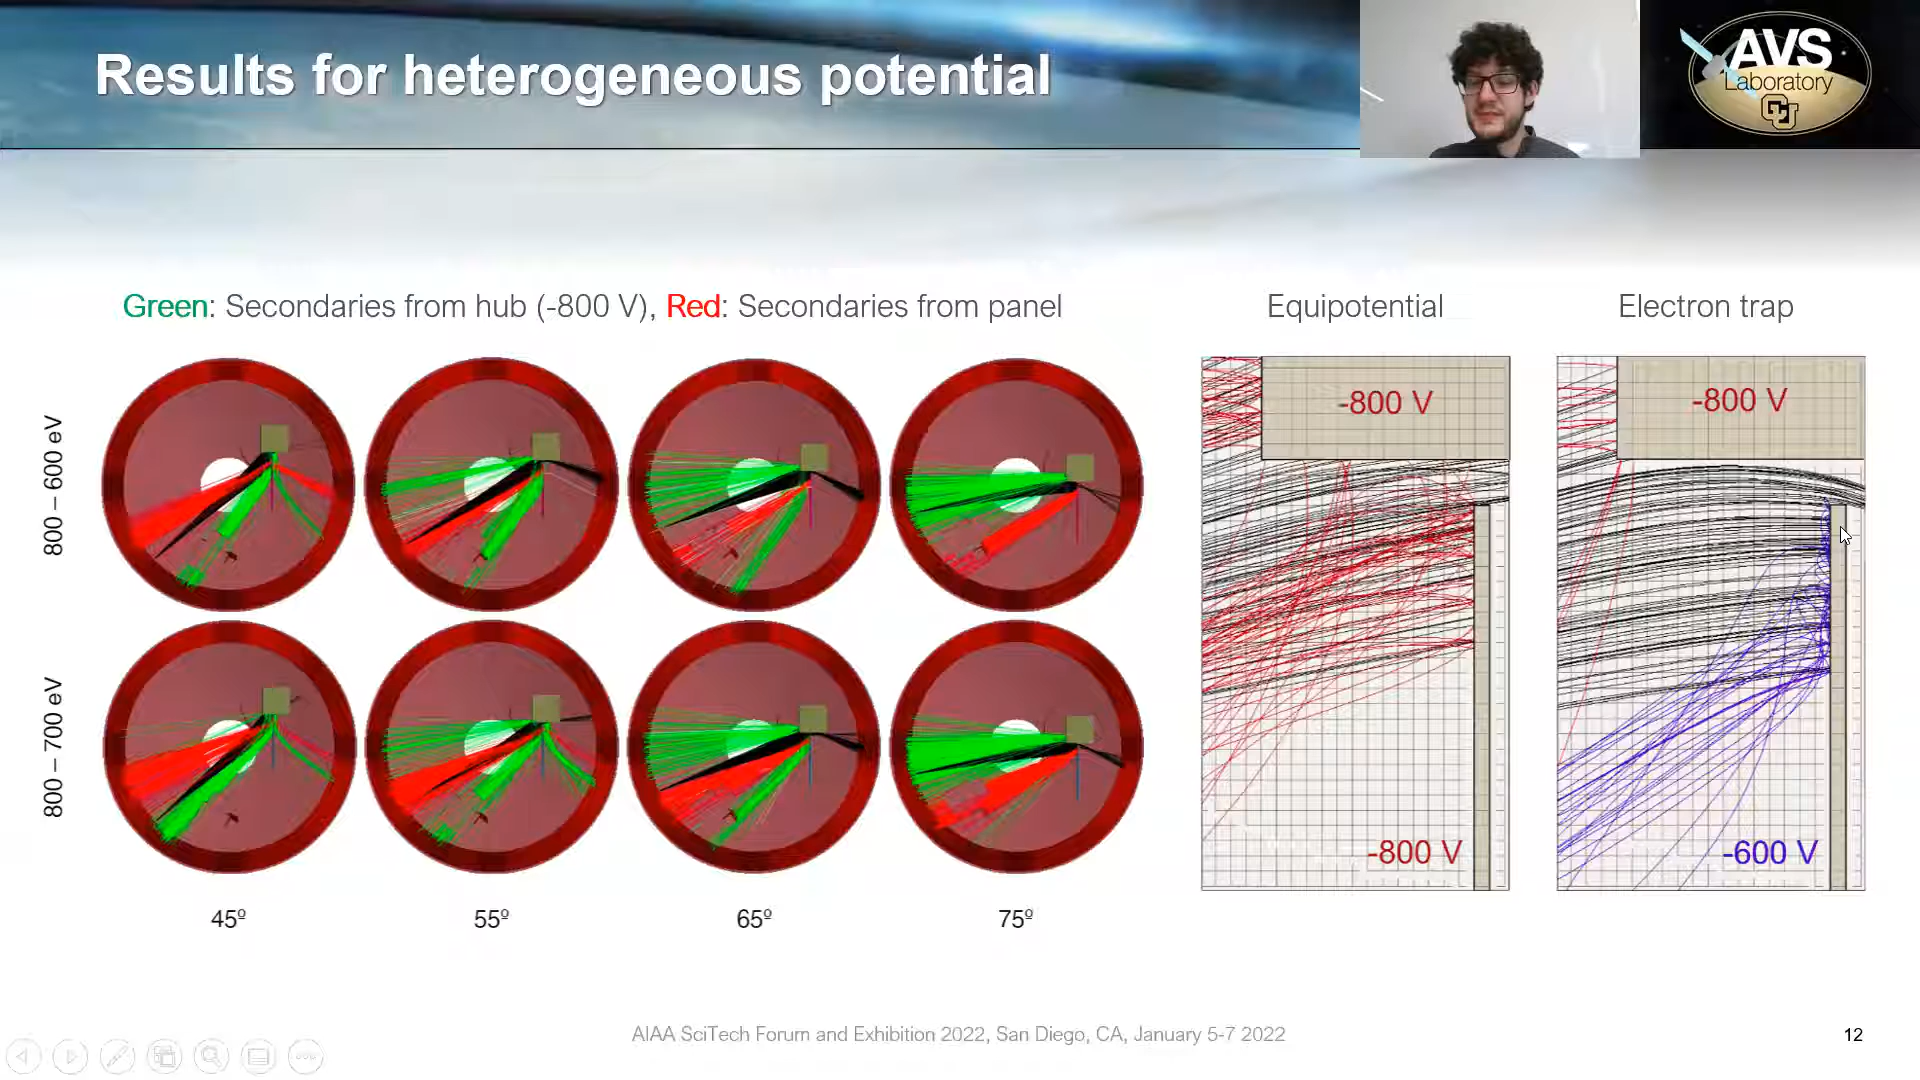 Results for heterogeneous potential
AVS
Laboratory
CU
Green: Secondaries from hub (-800 V), Red: Secondaries from panel
Equipotential
Electron trap
800 – 600 eV
-800 V
-800 V
800 – 700 eV
-800 V
-600 V
45º
55º
65º
75º
AIAA SciTech Forum and Exhibition 2022, San Diego, CA, January 5-7 2022
12